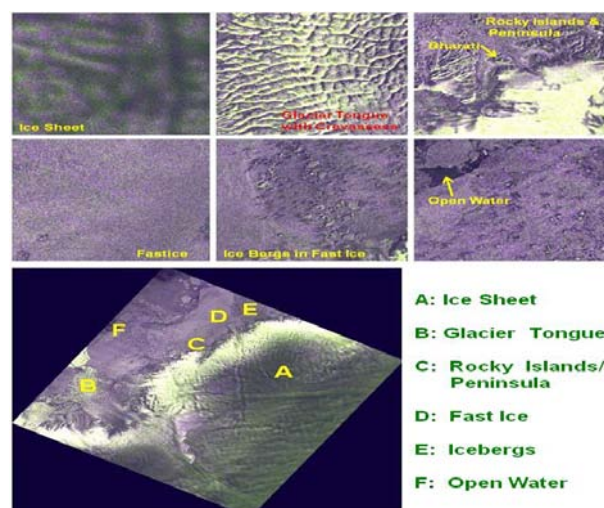 Ice Sheet
Glaciar Tongue
with Crevasses
Rocky Islands &
Peninsula
Bharati
Fastice
Ice Bergs in Fast Ice
Open Water
F
D
E
C
B
A
A: Ice Sheet
B: Glacier Tongue
C: Rocky Islands/
Peninsula
D: Fast Ice
E: Icebergs
F: Open Water